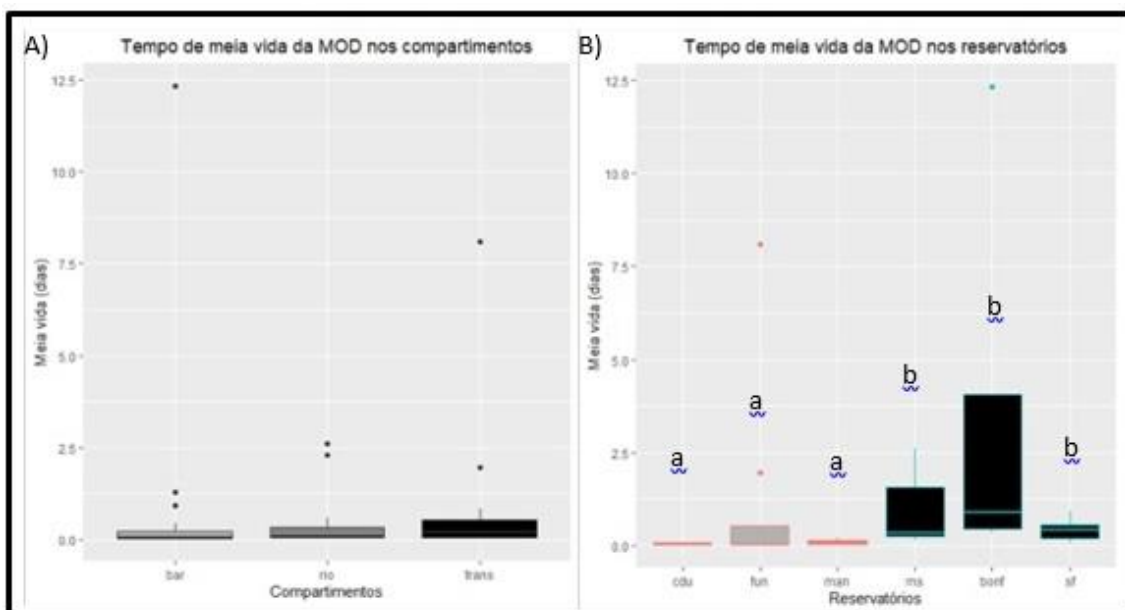 A)
Tempo de meia vida da MOD nos compartimentos
12.5
10.0
7.5
5.0
2.5
0.0
Meia vida (dias)
bar
rio
trans
Compartimentos
B)
Tempo de meia vida da MOD nos reservatórios
12.5
10.0
7.5
5.0
2.5
0.0
Meia vida (dias)
a
a
a
b
b
b
cdu
fun
man
ms
bonf
sf
Reservatórios